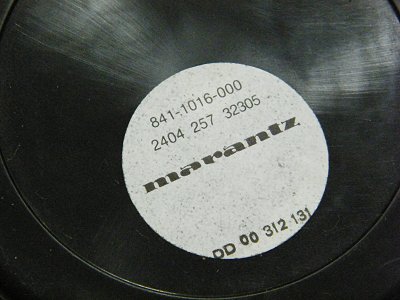 841-1016-000
2404 257 32305
marantz
DD 00 312 131